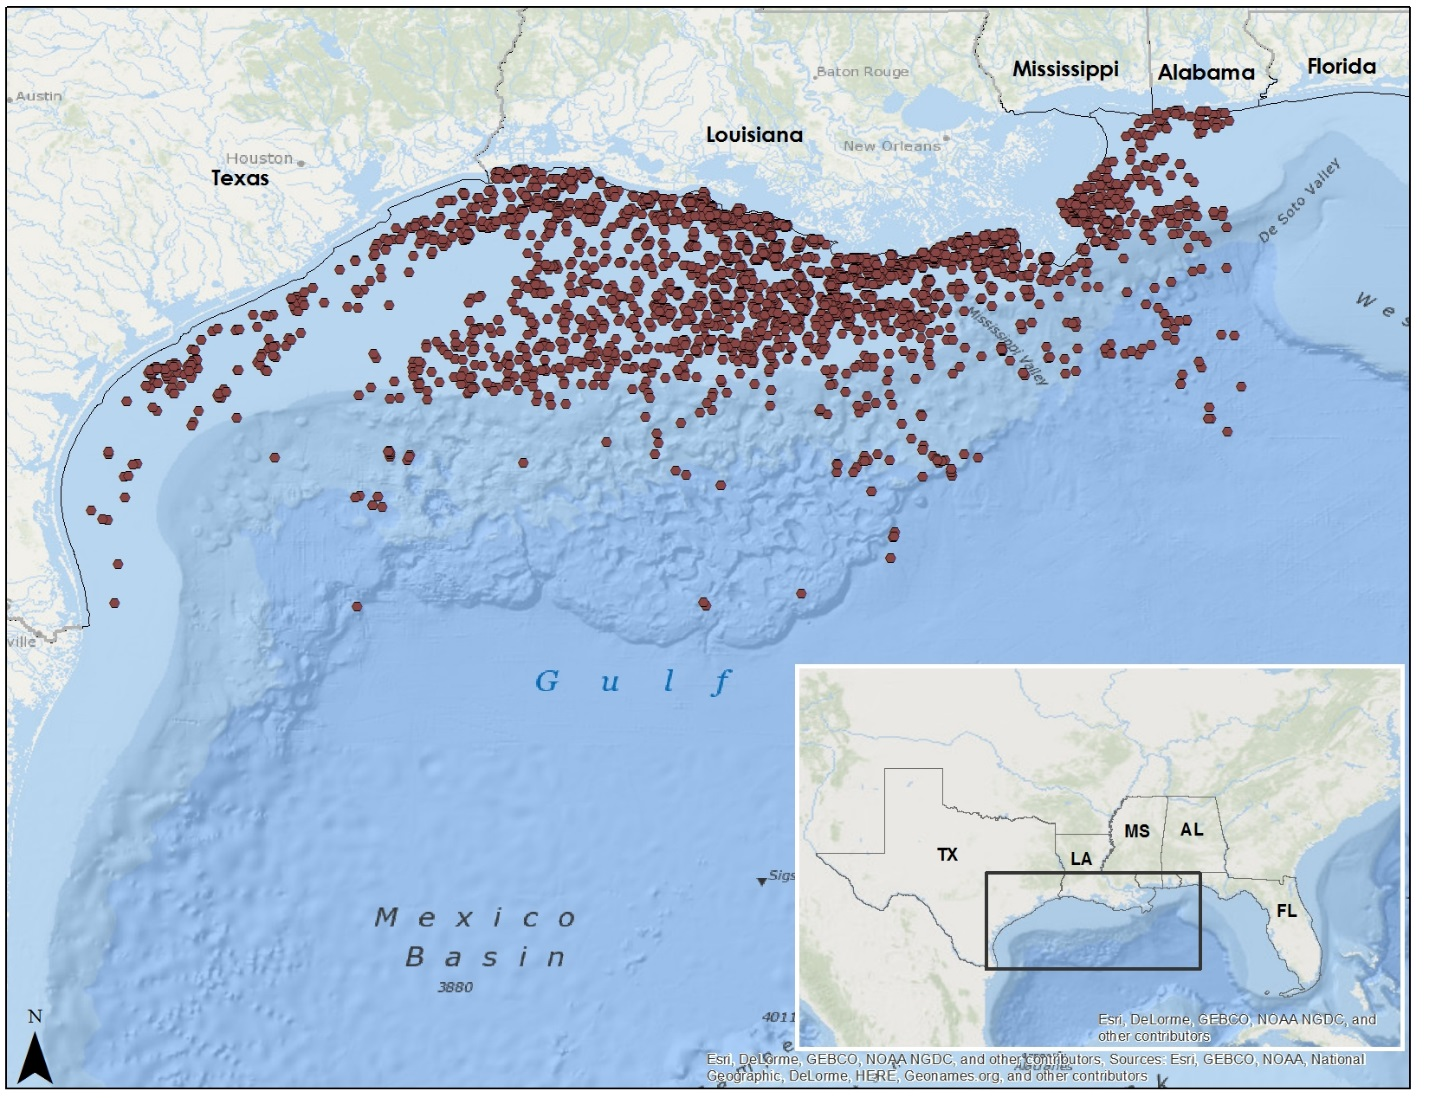 Mississippi
Alabama
Florida
Baton Rouge
Austin
Louisiana
New Orleans
Houston
Texas
De Soto Valley
W e s
Mississippi Valley
ville
G u l f
Sigs
TX
LA
MS
AL
FL
M e x i c o
B a s i n
3880
4011
N
Esri, DeLorme, GEBCO, NOAA NGDC, and
other contributors
Esri, DeLorme, GEBCO, NOAA NGDC, and other contributors, Sources: Esri, GEBCO, NOAA, National
Geographic, DeLorme, HERE, Geonames.org, and other contributors